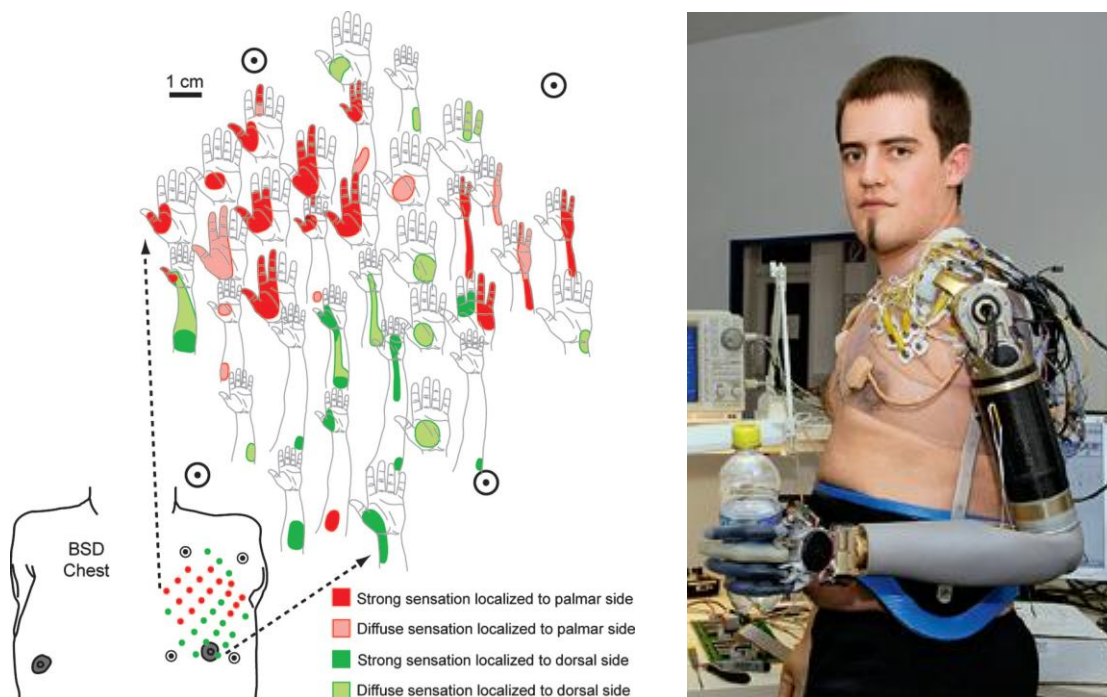 1 cm
BSD
Chest
Strong sensation localized to palmar side
Diffuse sensation localized to palmar side
Strong sensation localized to dorsal side
Diffuse sensation localized to dorsal side